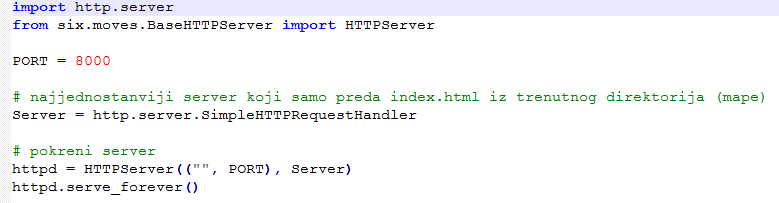 import http.server
from six.moves.BaseHTTPServer import HTTPServer
PORT = 8000
# najjednostanviji server koji samo preda index.html iz trenutnog direktorija (mape)
Server = http.server.SimpleHTTPRequestHandler
# pokreni server
httpd = HTTPServer(("", PORT), Server)
httpd.serve_forever()